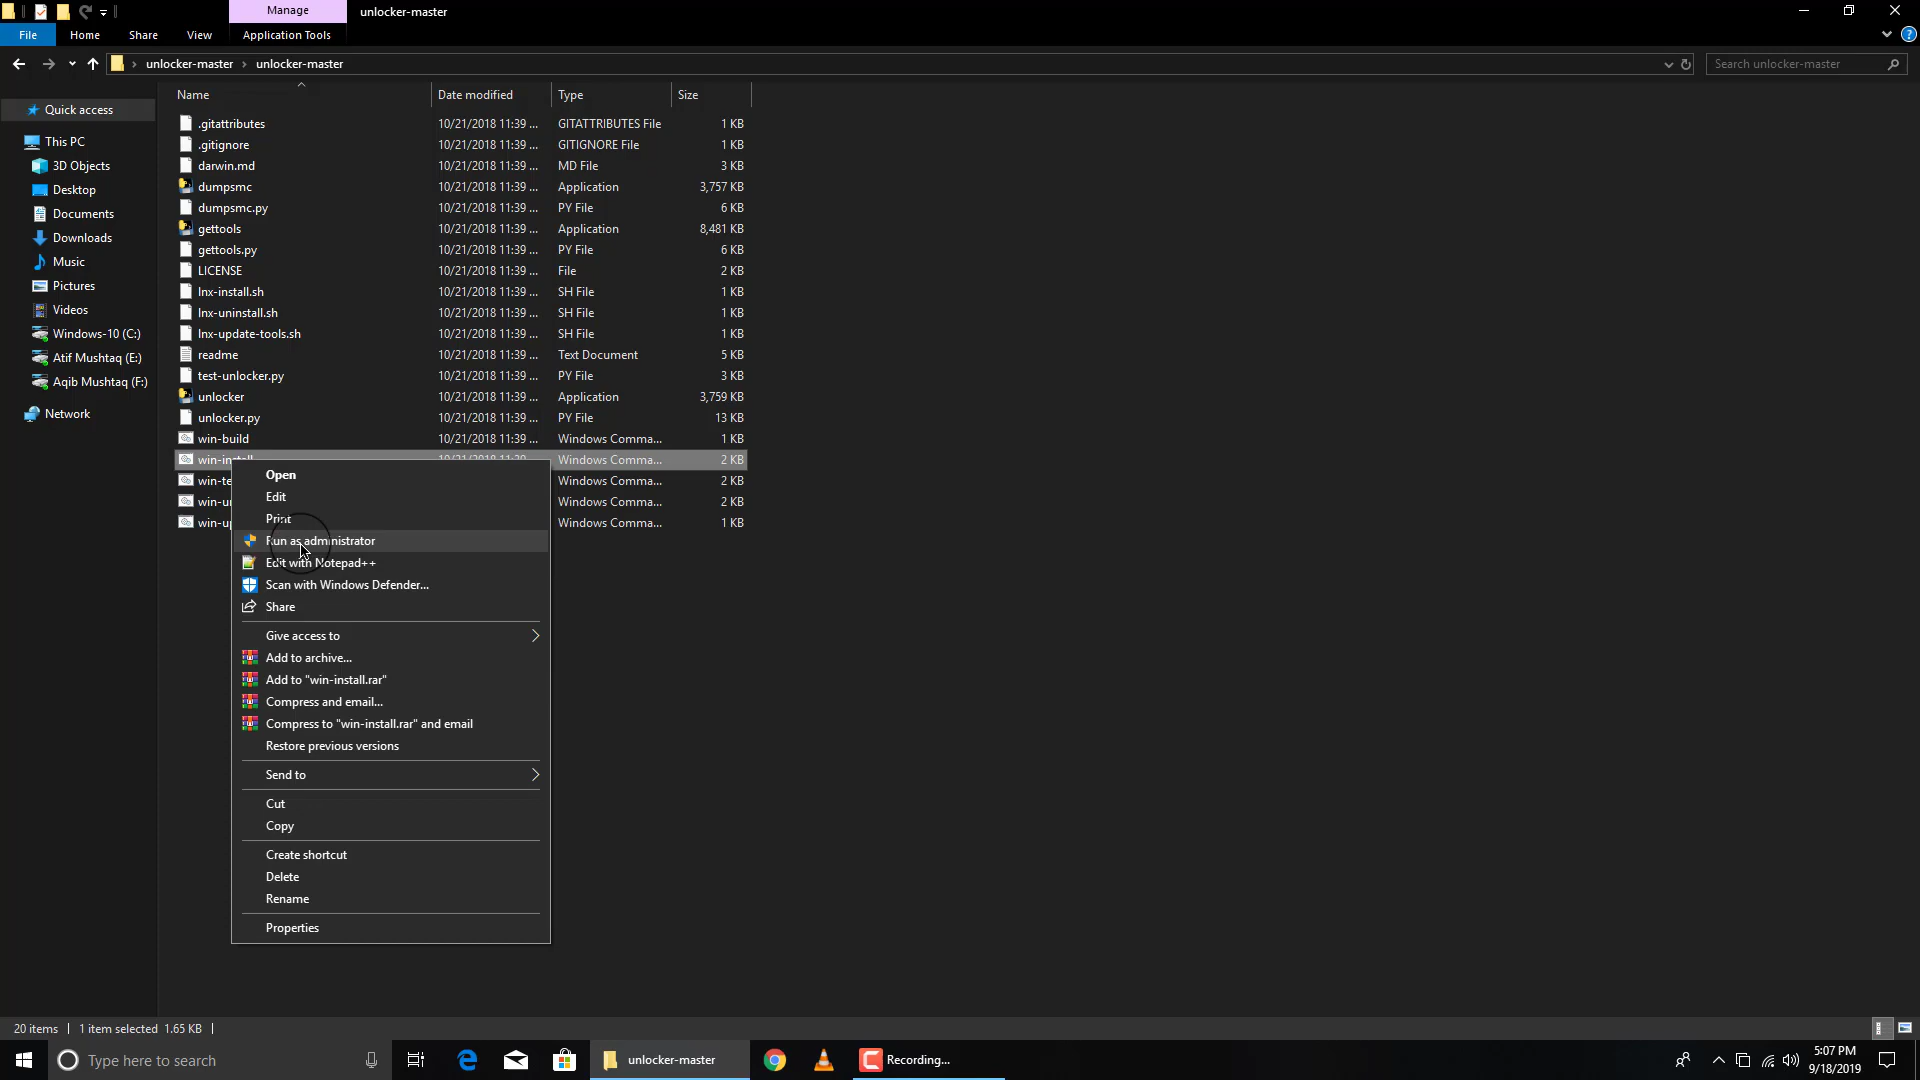 Manage
unlocker-master
File
Home
Share
View
Application Tools
unlocker-master
unlocker-master
Search unlocker-master
Name
Date modified
Type
Size
Quick access
This PC
3D Objects
Desktop
Documents
Downloads
Music
Pictures
Videos
Windows-10 (C:)
Atif Mushtaq (E:)
Aqib Mushtaq (F:)
Network
.gitattributes 10/21/2018 11:39 ... GITATTRIBUTES File 1 KB
.gitignore 10/21/2018 11:39 ... GITIGNORE File 1 KB
darwin.md 10/21/2018 11:39 ... MD File 3 KB
dumpsmc 10/21/2018 11:39 ... Application 3,757 KB
dumpsmc.py 10/21/2018 11:39 ... PY File 6 KB
gettools 10/21/2018 11:39 ... Application 8,481 KB
gettools.py 10/21/2018 11:39 ... PY File 6 KB
LICENSE 10/21/2018 11:39 ... File 2 KB
lnx-install.sh 10/21/2018 11:39 ... SH File 1 KB
lnx-uninstall.sh 10/21/2018 11:39 ... SH File 1 KB
lnx-update-tools.sh 10/21/2018 11:39 ... SH File 1 KB
readme 10/21/2018 11:39 ... Text Document 5 KB
test-unlocker.py 10/21/2018 11:39 ... PY File 3 KB
unlocker 10/21/2018 11:39 ... Application 3,759 KB
unlocker.py 10/21/2018 11:39 ... PY File 13 KB
win-build 10/21/2018 11:39 ... Windows Comma... 1 KB
win-install 10/21/2018 11:39 Windows Comma... 2 KB
win-te Windows Comma... 2 KB
win-u Windows Comma... 2 KB
win-u Windows Comma... 1 KB
Open
Edit
Print
Run as administrator
Edit with Notepad++
Scan with Windows Defender...
Share
Give access to
Add to archive...
Add to "win-install.rar"
Compress and email...
Compress to "win-install.rar" and email
Restore previous versions
Send to
Cut
Copy
Create shortcut
Delete
Rename
Properties
20 items
1 item selected 1.65 KB
Type here to search
unlocker-master
Recording...
5:07 PM
9/18/2019